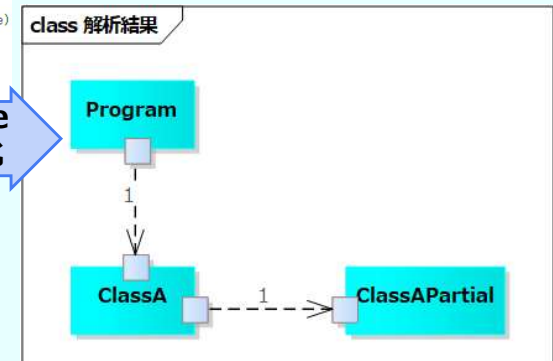 e)
class 解析結果
e
Program
1
ClassA
1
ClassAPartial